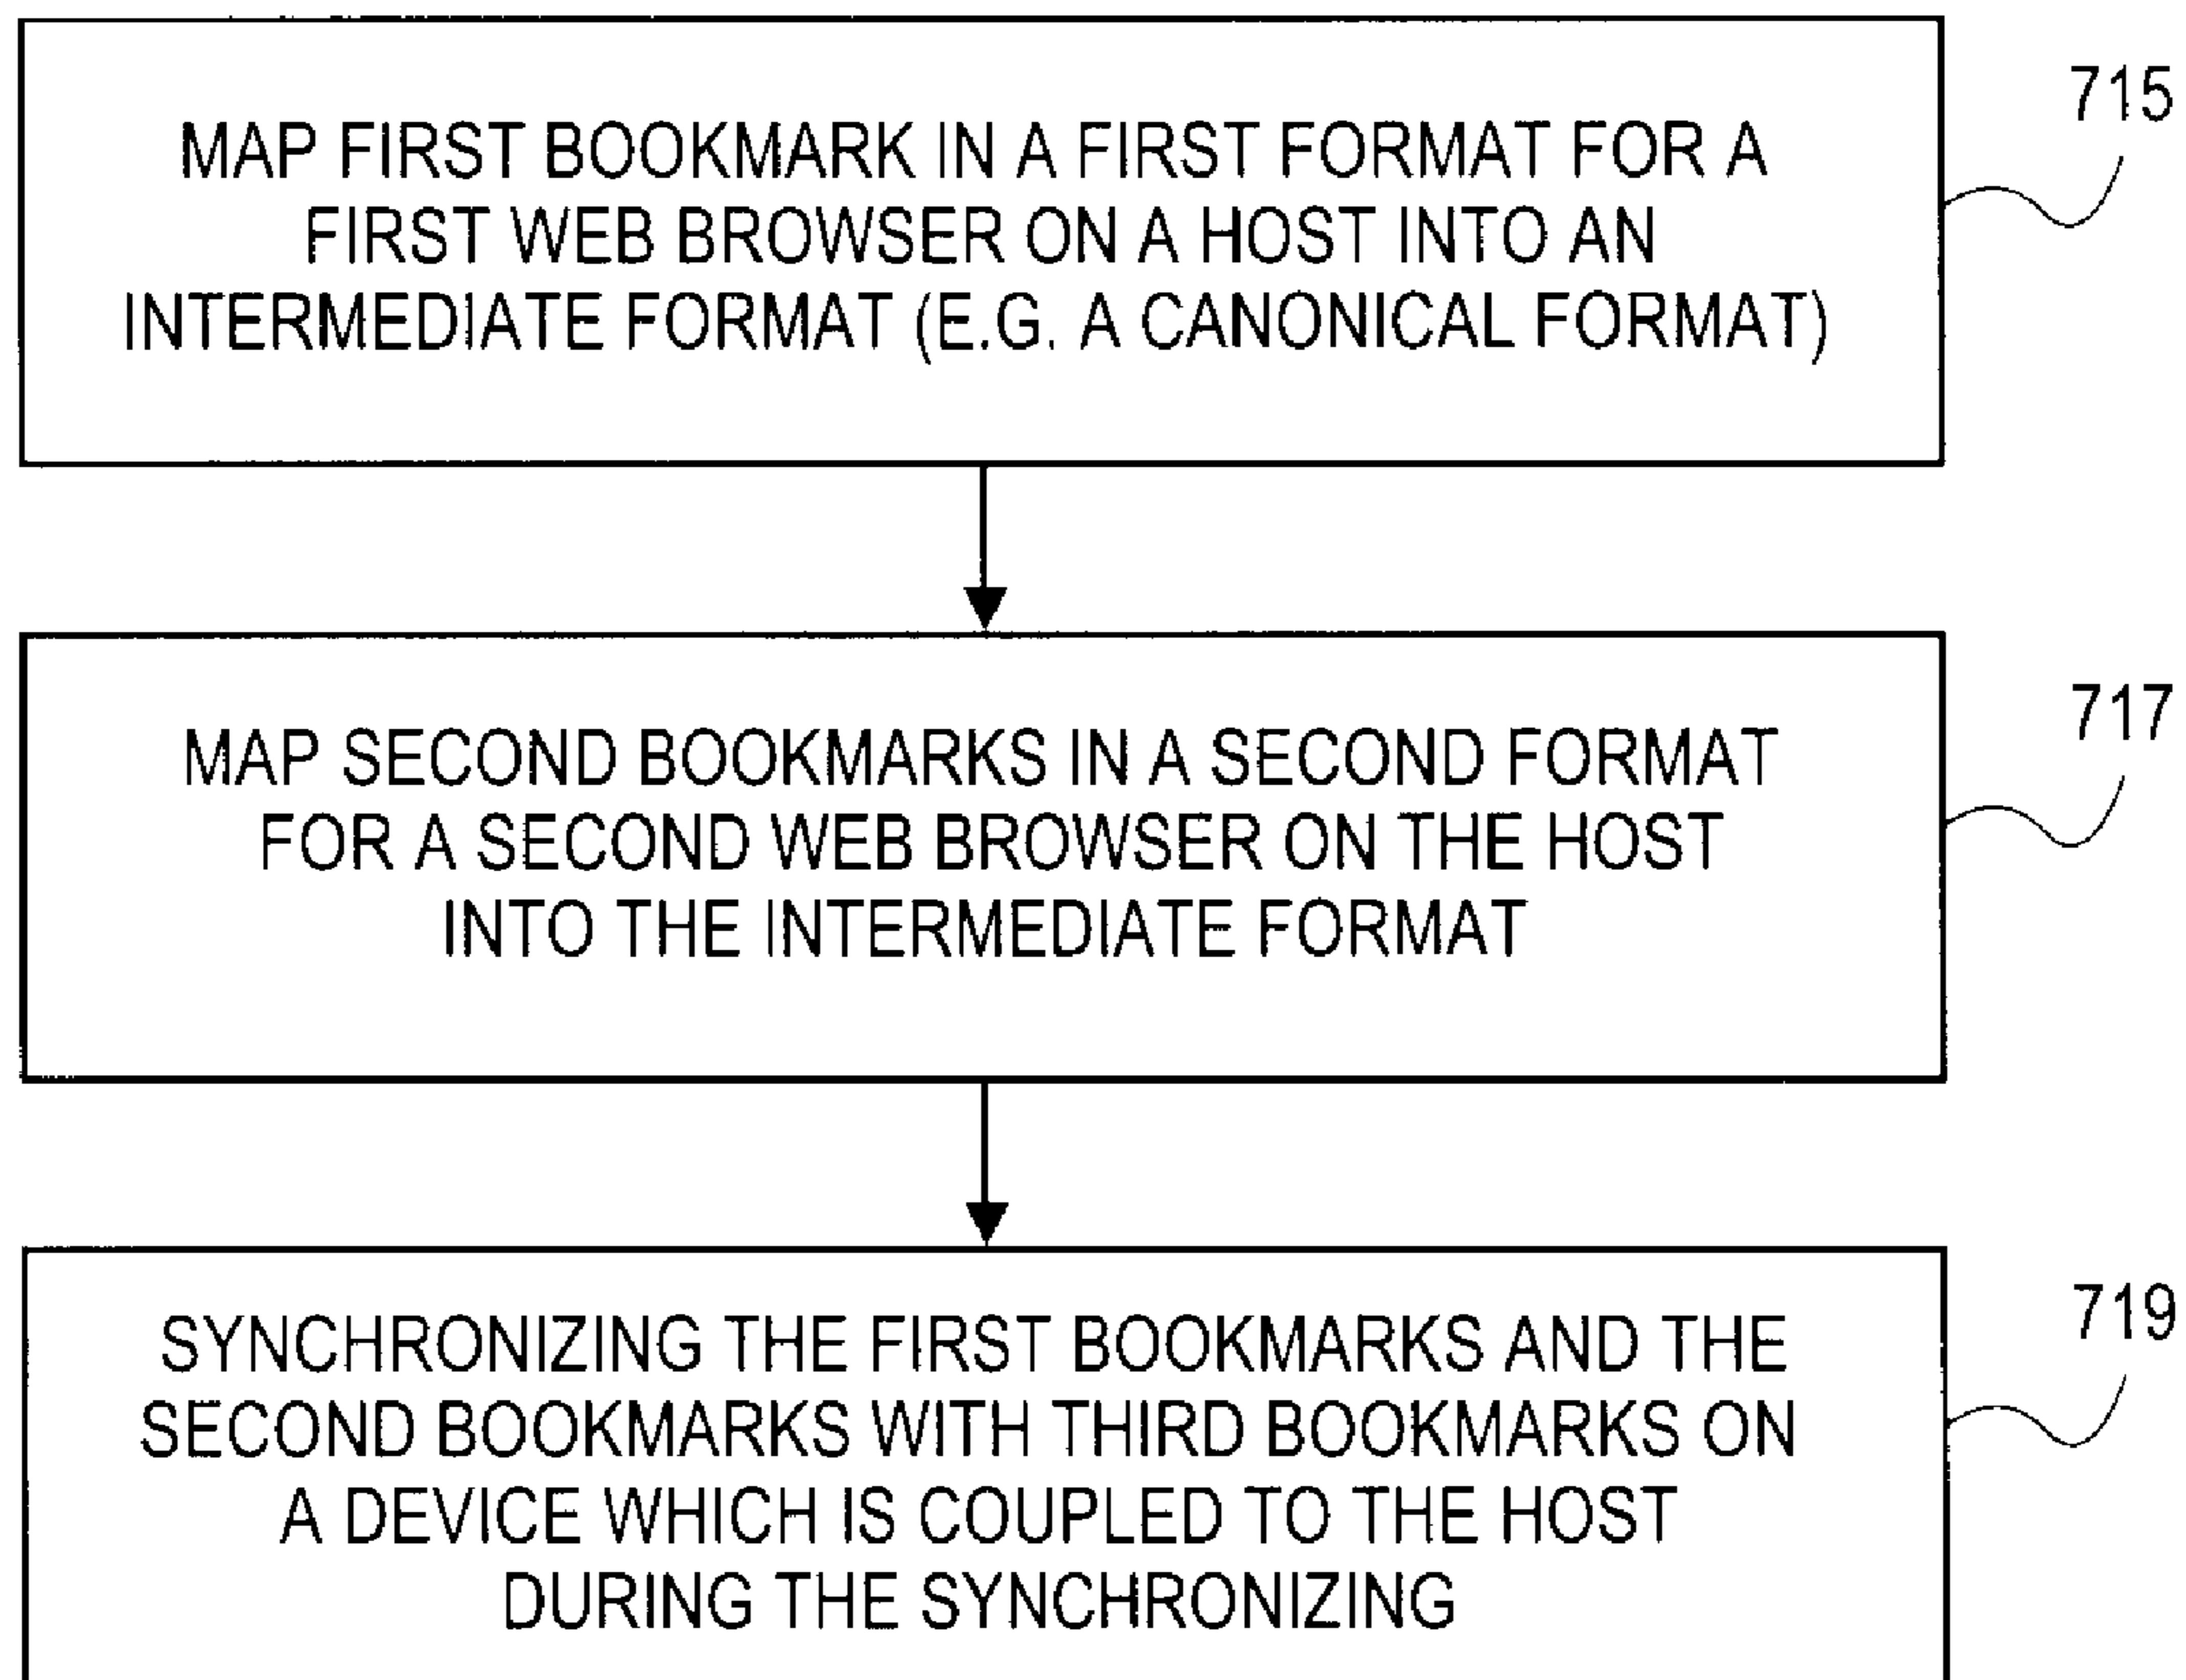 MAP FIRST BOOKMARK IN A FIRST FORMAT FOR A
FIRST WEB BROWSER ON A HOST INTO AN
INTERMEDIATE FORMAT (E.G. A CANONICAL FORMAT)
715
MAP SECOND BOOKMARKS IN A SECOND FORMAT
FOR A SECOND WEB BROWSER ON THE HOST
INTO THE INTERMEDIATE FORMAT
717
SYNCHRONIZING THE FIRST BOOKMARKS AND THE
SECOND BOOKMARKS WITH THIRD BOOKMARKS ON
A DEVICE WHICH IS COUPLED TO THE HOST
DURING THE SYNCHRONIZING
719